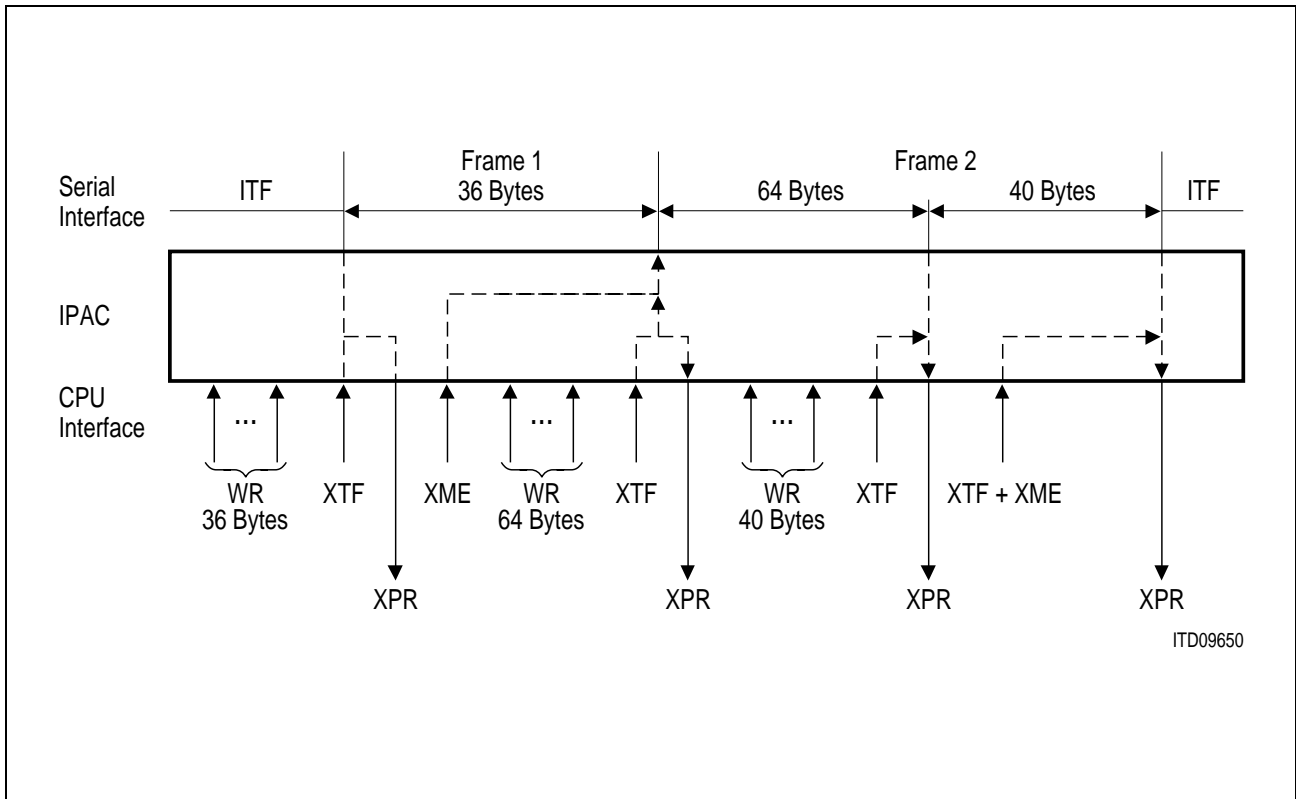 Frame 1
Frame 2
Serial
Interface
ITF
36 Bytes
64 Bytes
40 Bytes
ITF
IPAC
CPU
Interface
...
...
...
WR
36 Bytes
XTF
XME
WR
64 Bytes
XTF
WR
40 Bytes
XTF
XTF + XME
XPR
XPR
XPR
XPR
ITD09650